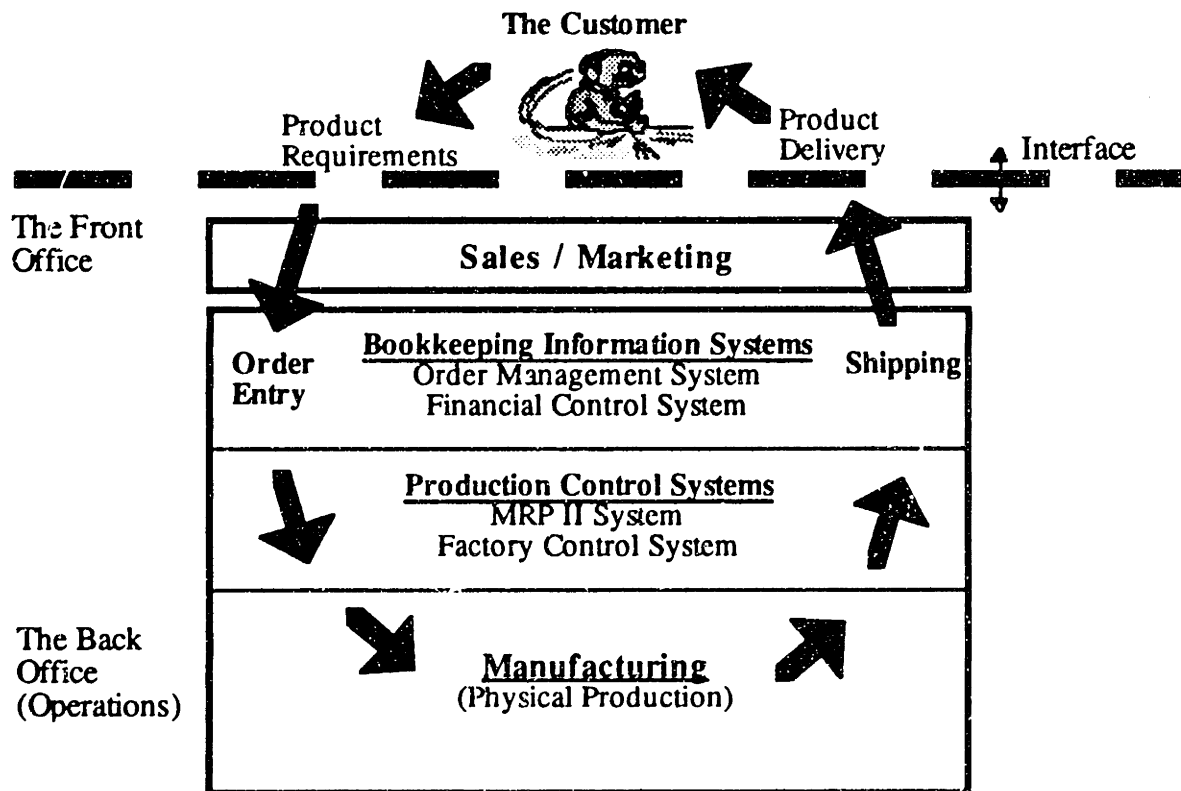 The Customer
Product
Requirements
Product
Delivery
Interface
The Front
Office
Sales / Marketing
Order
Entry
Bookkeeping Information Systems
Order Management System
Financial Control System
Shipping
Production Control Systems
MRP II System
Factory Control System
The Back
Office
(Operations)
Manufacturing
(Physical Production)